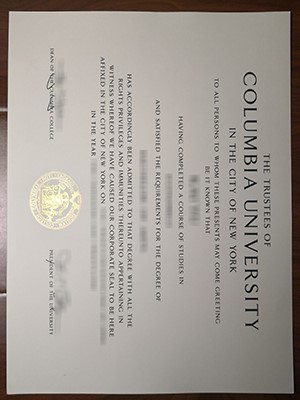 THE TRUSTEES OF
COLUMBIA UNIVERSITY
IN THE CITY OF NEW YORK
TO ALL PERSONS TO WHOM THESE PRESENTS MAY COME GREETING
BE IT KNOWN THAT
HAVING COMPLETED A COURSE OF STUDIES IN
AND SATISFIED THE REQUIREMENTS FOR THE DEGREE OF
HAS ACCORDINGLY BEEN ADMITTED TO THAT DEGREE WITH ALL THE
RIGHTS PRIVILEGES AND IMMUNITIES THEREUNTO APPERTAINING IN
WITNESS WHEREOF WE HAVE CAUSED OUR CORPORATE SEAL TO BE HERE
AFFIXED IN THE CITY OF NEW YORK ON
IN THE YEAR
DEAN OF COLUMBIA COLLEGE
PRESIDENT OF THE UNIVERSITY